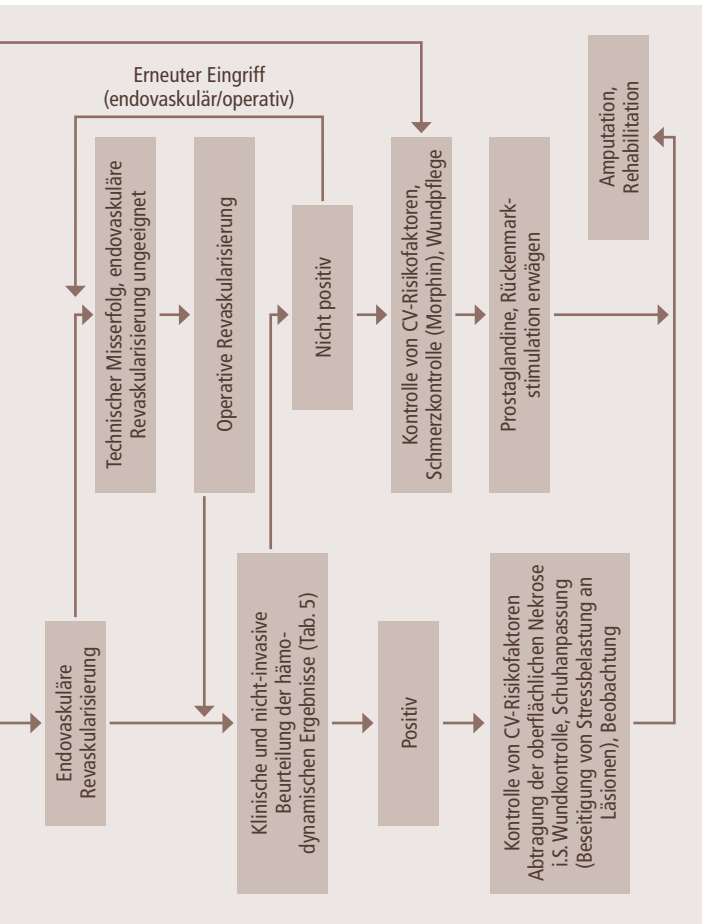 Erneuter Eingriff
(endovaskulär/operativ)
Endovaskuläre
Revaskularisierung
Technischer Misserfolg, endovaskuläre
Revaskularisierung ungeeignet
Operative Revaskularisierung
Klinische und nicht-invasive
Beurteilung der hämo-
dynamischen Ergebnisse (Tab. 5)
Nicht positiv
Positiv
Kontrolle von CV-Risikofaktoren,
Schmerzkontrolle (Morphin), Wundpflege
Prostaglandine, Rückenmark-
stimulation erwägen
Kontrolle von CV-Risikofaktoren
Abtragung der oberflächlichen Nekrose
i.S. Wundkontrolle, Schuhanpassung
(Beseitigung von Stressbelastung an
Läsionen), Beobachtung
Amputation,
Rehabilitation